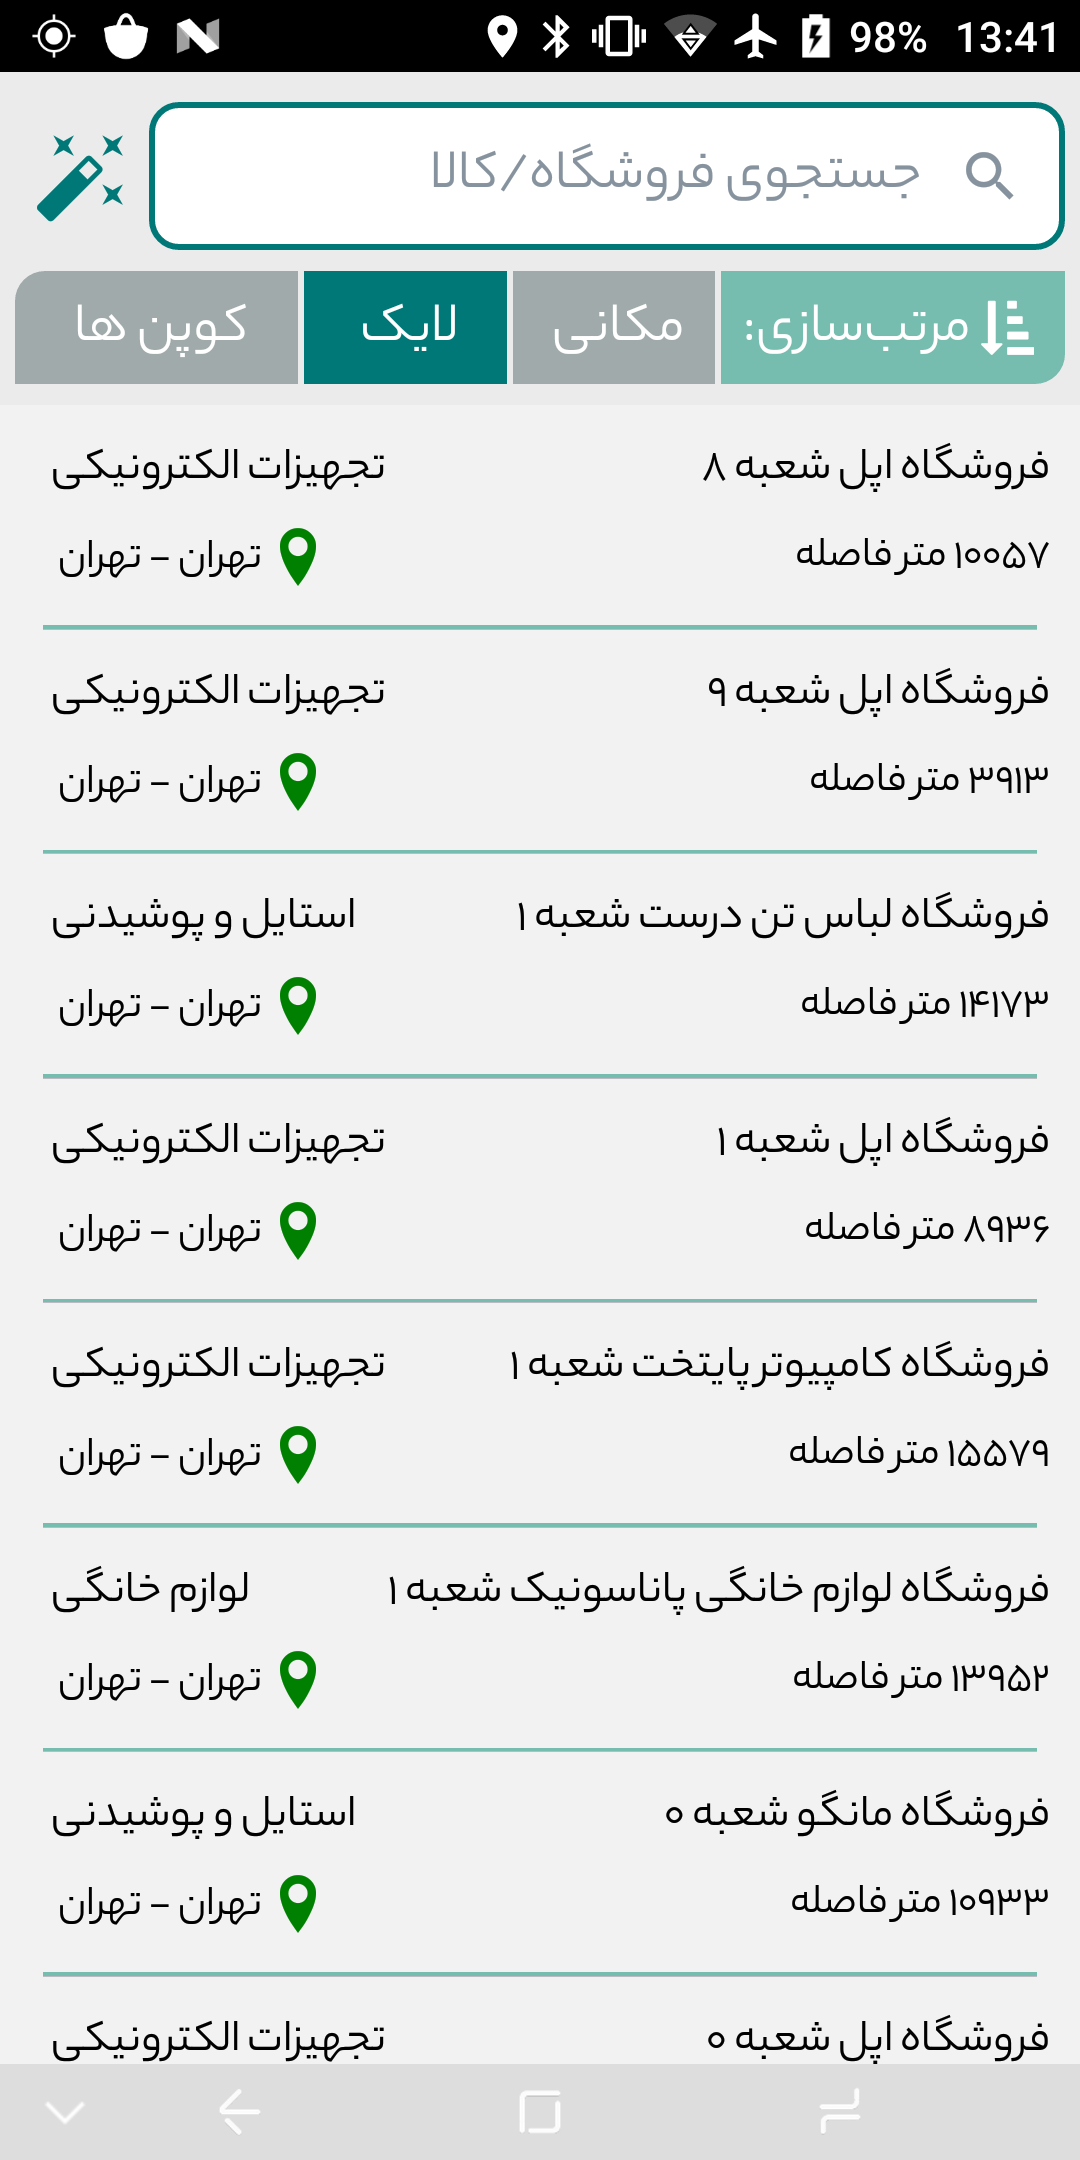 98% 13:41
جستجوی فروشگاه/کالا
مرتب‌سازی: مکانی لایک کوپن ها
فروشگاه اپل شعبه ۸ تجهیزات الکترونیکی
۱۰۰۵۷ متر فاصله تهران - تهران
فروشگاه اپل شعبه ۹ تجهیزات الکترونیکی
۳۹۱۳ متر فاصله تهران - تهران
فروشگاه لباس تن درست شعبه ۱ استایل و پوشیدنی
۱۴۱۷۳ متر فاصله تهران - تهران
فروشگاه اپل شعبه ۱ تجهیزات الکترونیکی
۸۹۳۶ متر فاصله تهران - تهران
فروشگاه کامپیوتر پایتخت شعبه ۱ تجهیزات الکترونیکی
۱۵۵۷۹ متر فاصله تهران - تهران
فروشگاه لوازم خانگی پاناسونیک شعبه ۱ لوازم خانگی
۱۳۹۵۲ متر فاصله تهران - تهران
فروشگاه مانگو شعبه ۰ استایل و پوشیدنی
۱۰۹۳۳ متر فاصله تهران - تهران
فروشگاه اپل شعبه ۰ تجهیزات الکترونیکی